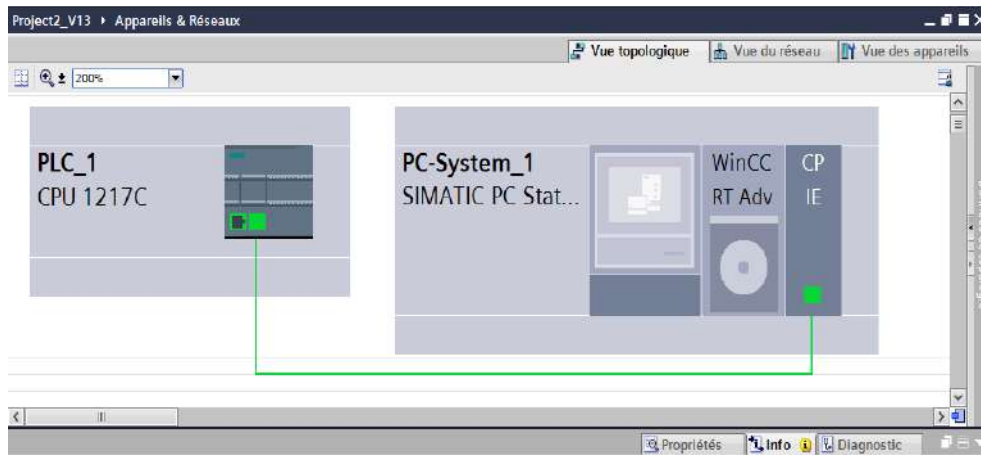 Project2_V13 ▸ Appareils & Réseaux
Vue topologique Vue du réseau Vue des appareils
200%
PLC_1
CPU 1217C
PC-System_1
SIMATIC PC Stat...
WinCC
RT Adv
CP
IE
Propriétés Info Diagnostic